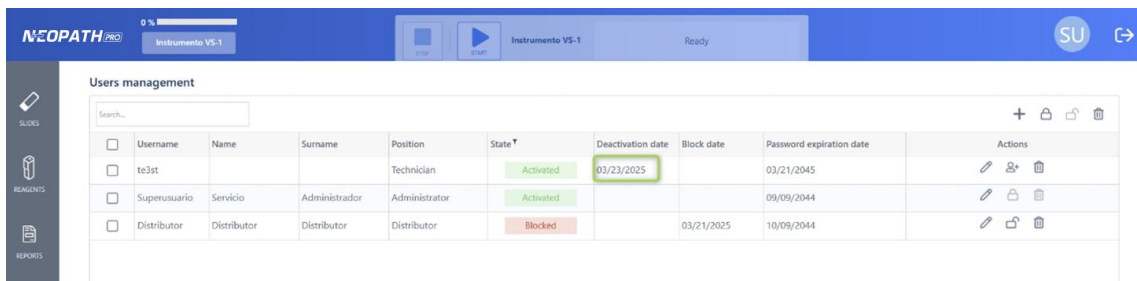 NEOPATH PRO
0 %
Instrumento VS-1
STOP
START
Instrumento VS-1
Ready
SU
SLIDES
REAGENTS
REPORTS
Users management
Search...
Username Name Surname Position State Deactivation date Block date Password expiration date Actions
te3st Technician Activated 03/23/2025 03/21/2045
Superusuario Servicio Administrador Administrator Activated 09/09/2044
Distributor Distributor Distributor Distributor Blocked 03/21/2025 10/09/2044